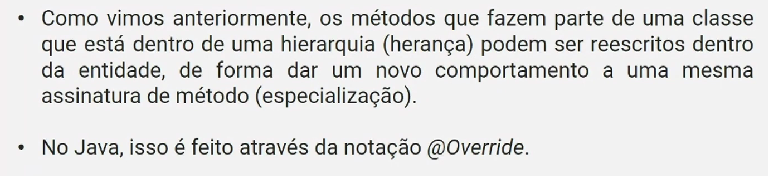 • Como vimos anteriormente, os métodos que fazem parte de uma classe
que está dentro de uma hierarquia (herança) podem ser reescritos dentro
da entidade, de forma dar um novo comportamento a uma mesma
assinatura de método (especialização).
• No Java, isso é feito através da notação @Override.